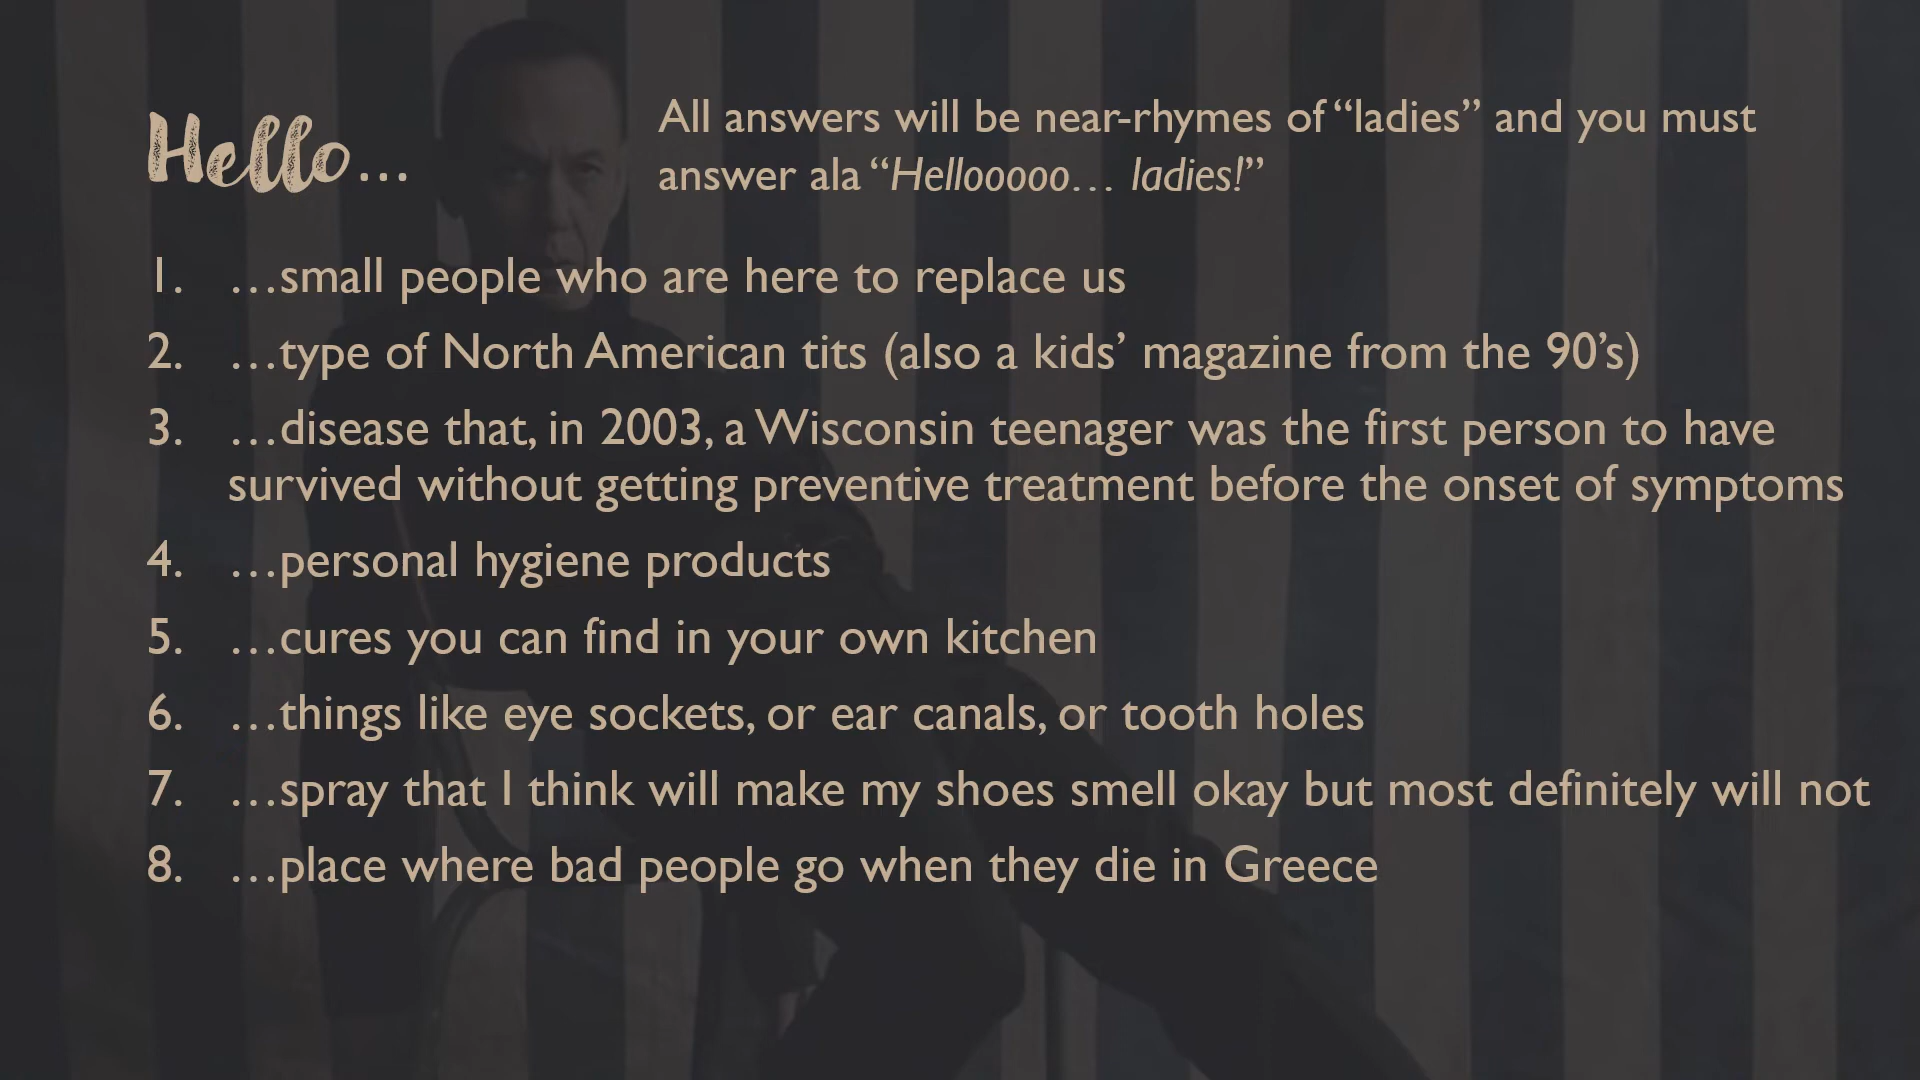 Hello…
All answers will be near-rhymes of “ladies” and you must
answer ala “Hellooooo… ladies!”
1. …small people who are here to replace us
2. …type of North American tits (also a kids’ magazine from the 90’s)
3. …disease that, in 2003, a Wisconsin teenager was the first person to have
survived without getting preventive treatment before the onset of symptoms
4. …personal hygiene products
5. …cures you can find in your own kitchen
6. …things like eye sockets, or ear canals, or tooth holes
7. …spray that I think will make my shoes smell okay but most definitely will not
8. …place where bad people go when they die in Greece